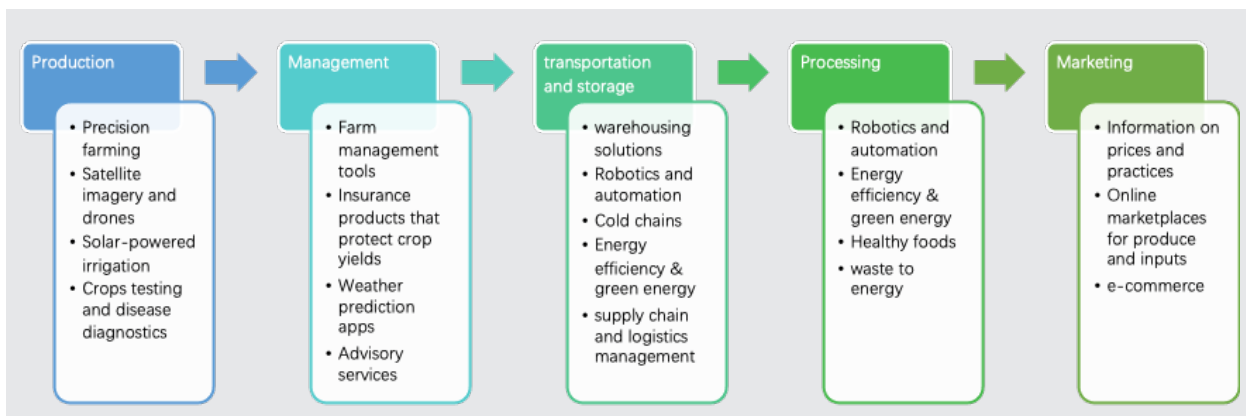 Production
• Precision
farming
• Satellite
imagery and
drones
• Solar-powered
irrigation
• Crops testing
and disease
diagnostics
Management
• Farm
management
tools
• Insurance
products that
protect crop
yields
• Weather
prediction
apps
• Advisory
services
transportation
and storage
• warehousing
solutions
• Robotics and
automation
• Cold chains
• Energy
efficiency &
green energy
• supply chain
and logistics
management
Processing
• Robotics and
automation
• Energy
efficiency &
green energy
• Healthy foods
• waste to
energy
Marketing
• Information on
prices and
practices
• Online
marketplaces
for produce
and inputs
• e-commerce